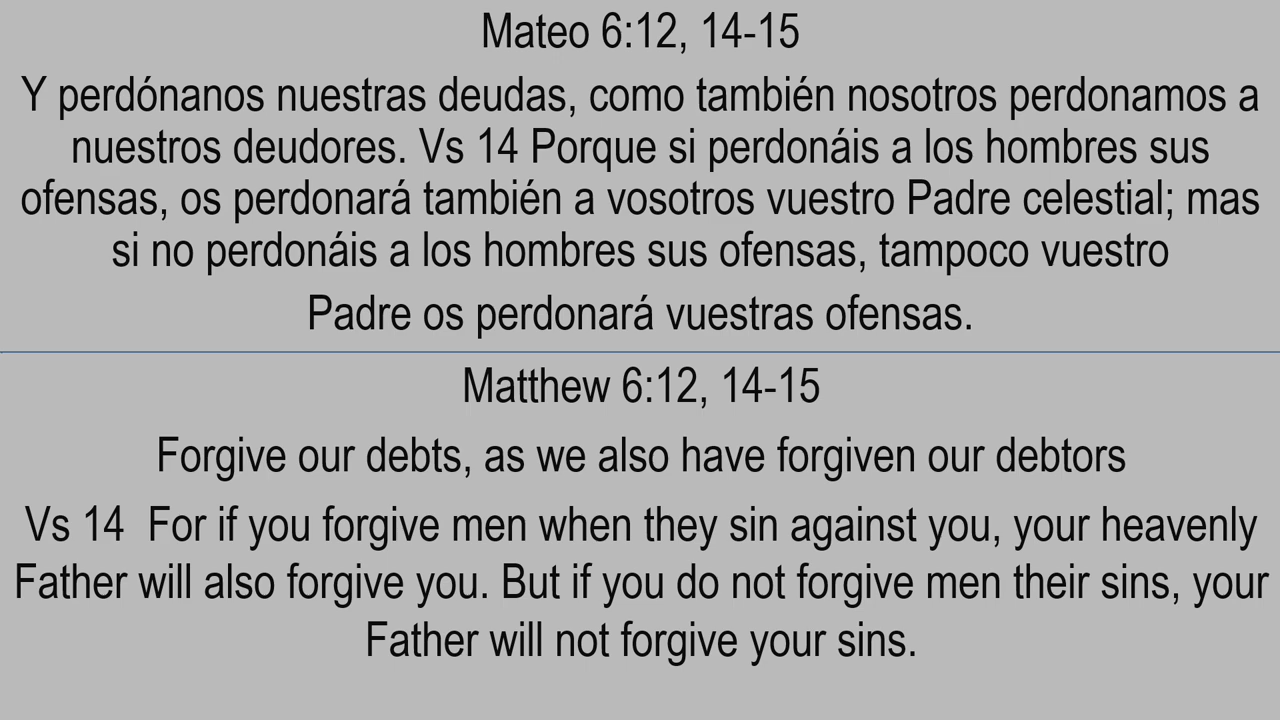 Mateo 6:12, 14-15
Y perdónanos nuestras deudas, como también nosotros perdonamos a
nuestros deudores. Vs 14 Porque si perdonáis a los hombres sus
ofensas, os perdonará también a vosotros vuestro Padre celestial; mas
si no perdonáis a los hombres sus ofensas, tampoco vuestro
Padre os perdonará vuestras ofensas.
Matthew 6:12, 14-15
Forgive our debts, as we also have forgiven our debtors
Vs 14 For if you forgive men when they sin against you, your heavenly
Father will also forgive you. But if you do not forgive men their sins, your
Father will not forgive your sins.